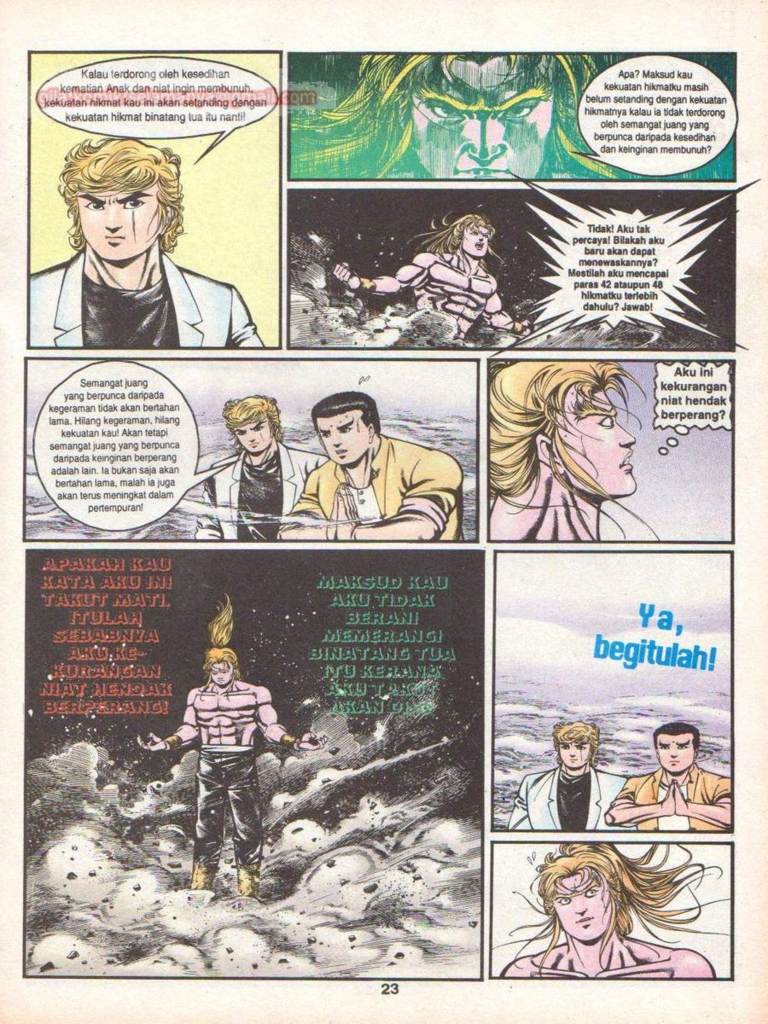 Kalau terdorong oleh kesedihan
kematian Anak dan niat ingin membunuh,
kekuatan hikmat kau ini akan setanding dengan
kekuatan hikmat binatang tua itu nanti!
Apa? Maksud kau
kekuatan hikmatku masih
belum setanding dengan kekuatan
hikmatnya kalau ia tidak terdorong
oleh semangat juang yang
berpunca daripada kesedihan
dan keinginan membunuh?
Tidak! Aku tak
percaya! Bilakah aku
baru akan dapat
menewaskannya?
Mestilah aku mencapai
paras 42 ataupun 48
hikmatku terlebih
dahulu? Jawab!
Semangat juang
yang berpunca daripada
kegeraman tidak akan bertahan
lama. Hilang kegeraman, hilang
kekuatan kau! Akan tetapi
semangat juang yang berpunca
daripada keinginan berperang
adalah lain. Ia bukan saja akan
bertahan lama, malah ia juga
akan terus meningkat dalam
pertempuran!
Aku ini
kekurangan
niat hendak
berperang?
APAKAH KAU
KATA AKU INI
TAKUT MATI.
ITULAH
SEBABNYA
AKU KE-
KURANGAN
NIAT HENDAK
BERPERANG!
MAKSUD KAU
AKU TIDAK
BERANI
MEMERANGI
BINATANG TUA
ITU KERANA
AKU TAKUT
AKAN DIA?
Ya,
begitulah!
23